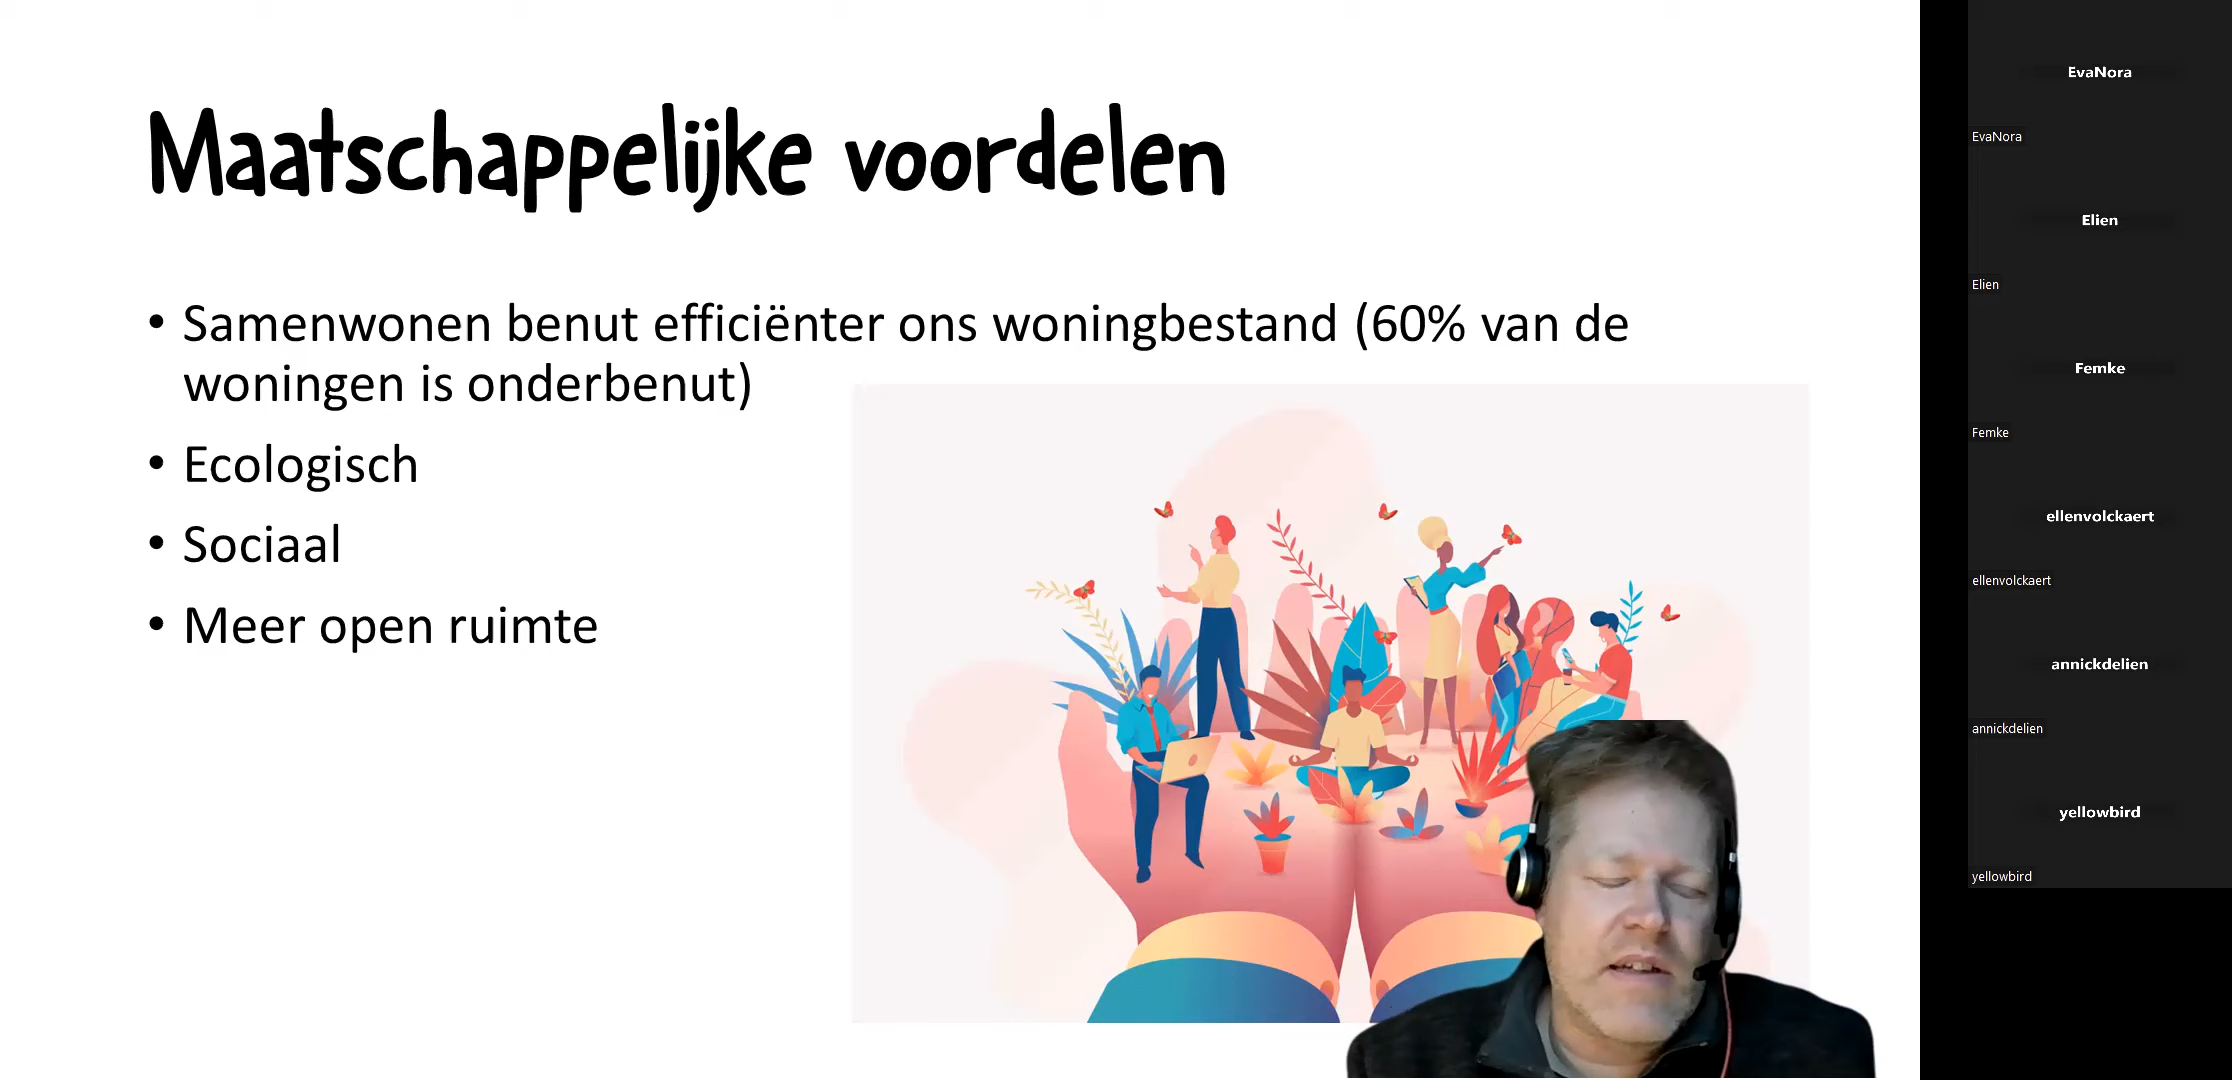 Maatschappelijke voordelen
• Samenwonen benut efficiënter ons woningbestand (60% van de
woningen is onderbenut)
• Ecologisch
• Sociaal
• Meer open ruimte
EvaNora
EvaNora
Elien
Elien
Femke
Femke
ellenvolckaert
ellenvolckaert
annickdelien
annickdelien
yellowbird
yellowbird